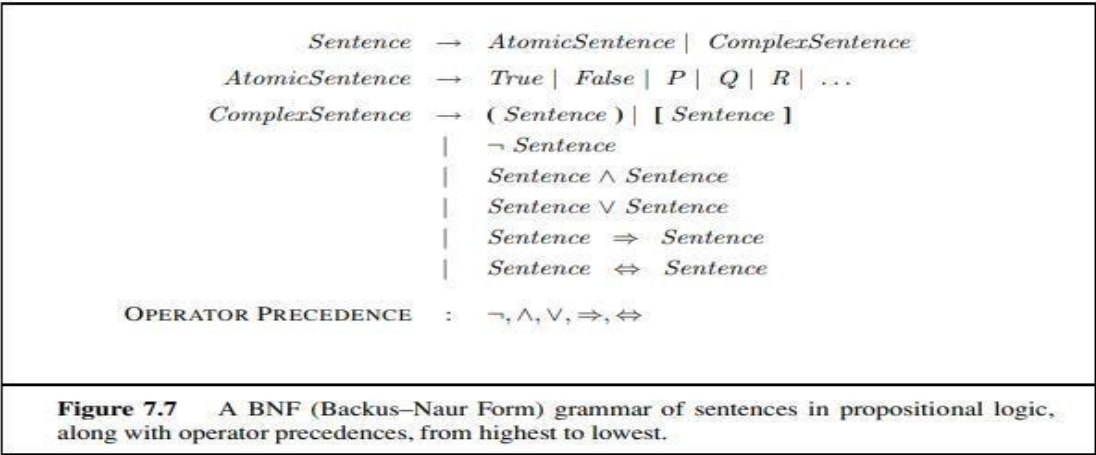 Sentence → AtomicSentence | ComplexSentence
AtomicSentence → True | False | P | Q | R | ...
ComplexSentence → ( Sentence ) | [ Sentence ]
| ¬ Sentence
| Sentence ∧ Sentence
| Sentence ∨ Sentence
| Sentence ⇒ Sentence
| Sentence ⇔ Sentence
OPERATOR PRECEDENCE : ¬, ∧, ∨, ⇒, ⇔
Figure 7.7 A BNF (Backus–Naur Form) grammar of sentences in propositional logic,
along with operator precedences, from highest to lowest.